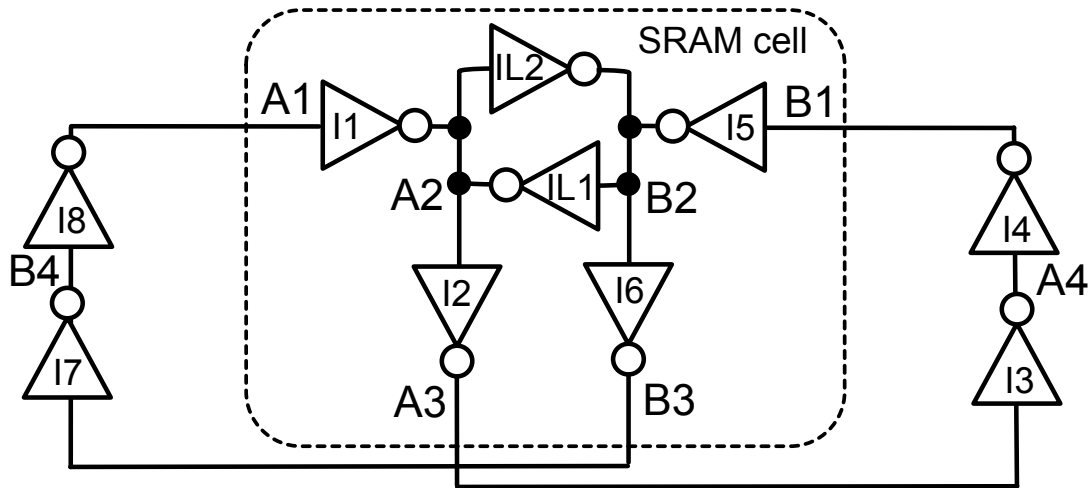 SRAM cell
IL2
A1
B1
I1
I5
IL1
A2
B2
I8
I4
B4
A4
I2
I6
I7
I3
A3
B3